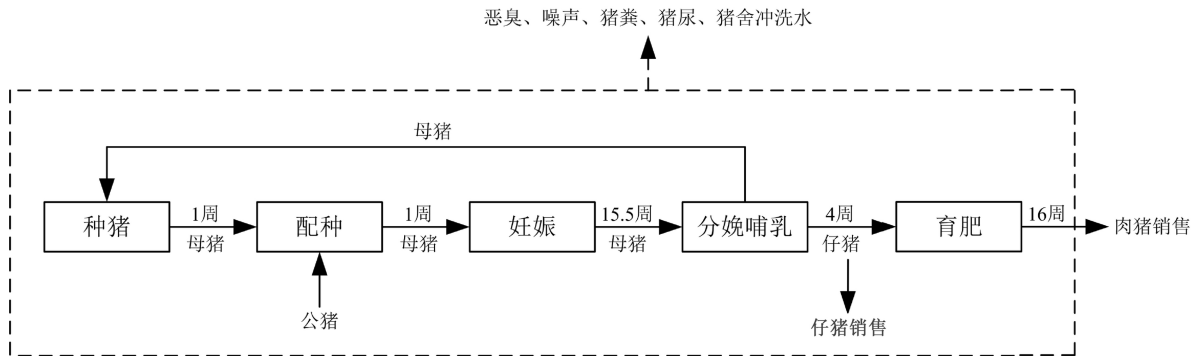 恶臭、噪声、猪粪、猪尿、猪舍冲洗水
母猪
种猪
1周
母猪
配种
1周
母猪
妊娠
15.5周
母猪
分娩哺乳
4周
仔猪
育肥
16周
肉猪销售
公猪
仔猪销售